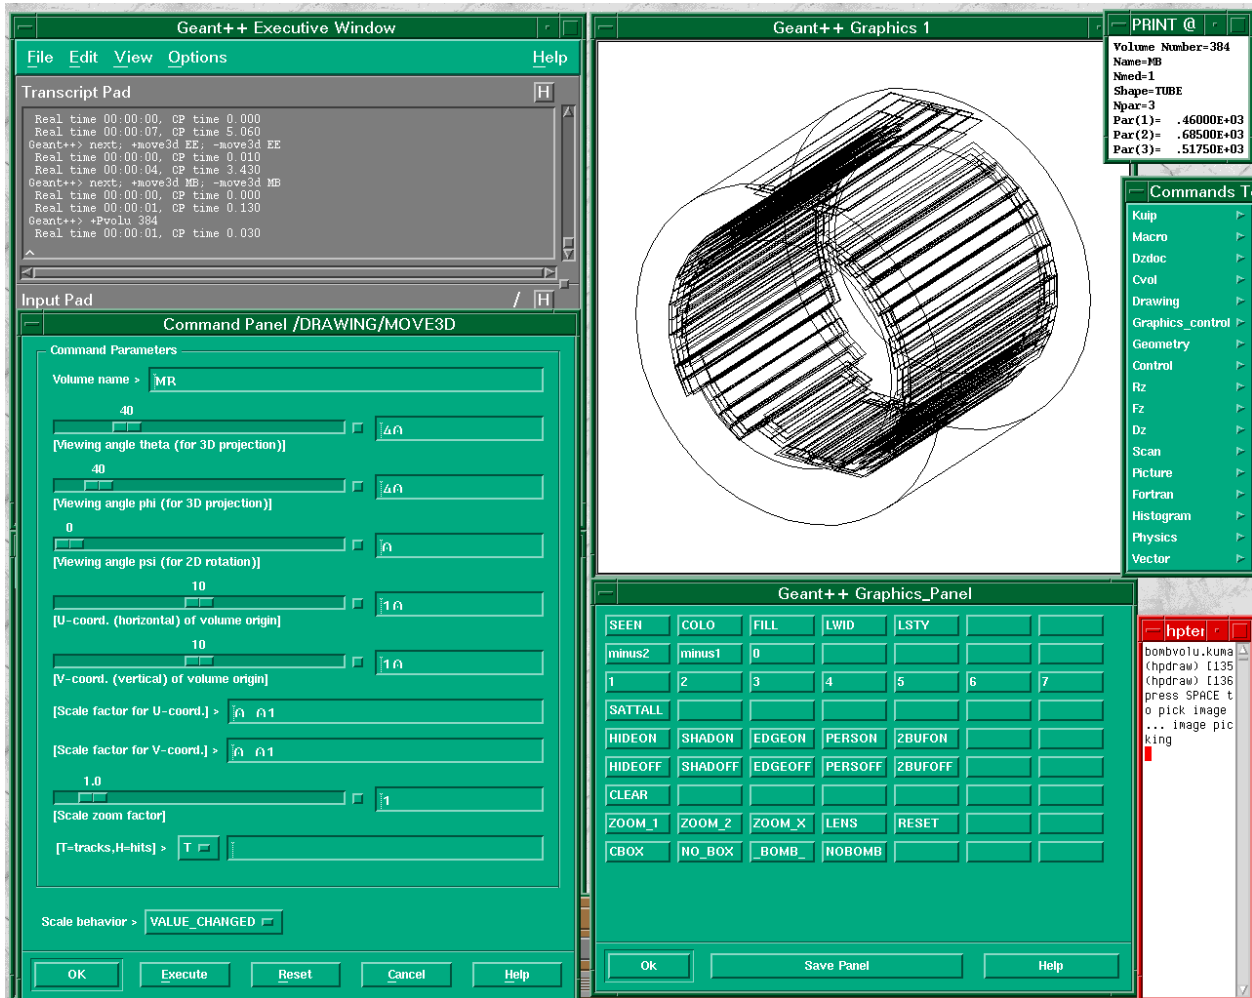 Geant++ Executive Window
File Edit View Options Help
Transcript Pad H
Real time 00:00:00, CP time 0.000
Real time 00:00:07, CP time 5.060
Geant++> next; +move3d EE; -move3d EE
Real time 00:00:00, CP time 0.010
Real time 00:00:04, CP time 3.430
Geant++> next; +move3d MB; -move3d MB
Real time 00:00:00, CP time 0.000
Real time 00:00:01, CP time 0.130
Geant++> +Pvolu 384
Real time 00:00:01, CP time 0.030
^
Input Pad / H
Command Panel /DRAWING/MOVE3D
Command Parameters
Volume name > MB
40
40
[Viewing angle theta (for 3D projection)]
40
40
[Viewing angle phi (for 3D projection)]
0
0
[Viewing angle psi (for 2D rotation)]
10
10
[U-coord. (horizontal) of volume origin]
10
10
[V-coord. (vertical) of volume origin]
[Scale factor for U-coord.] > 0.01
[Scale factor for V-coord.] > 0.01
1.0
1
[Scale zoom factor]
[T=tracks,H=hits] > T
Scale behavior > VALUE_CHANGED
OK Execute Reset Cancel Help
Geant++ Graphics 1
PRINT @
Volume Number=384
Name=MB
Nmed=1
Shape=TUBE
Npar=3
Par(1)= .46000E+03
Par(2)= .68500E+03
Par(3)= .51750E+03
Commands To
Kuip
Macro
Dzdoc
Cvol
Drawing
Graphics_control
Geometry
Control
Rz
Fz
Dz
Scan
Picture
Fortran
Histogram
Physics
Vector
Geant++ Graphics_Panel
SEEN COLO FILL LWID LSTY
minus2 minus1 0
1 2 3 4 5 6 7
SATTALL
HIDEON SHADON EDGEON PERSON 2BUFON
HIDEOFF SHADOFF EDGEOFF PERSOFF 2BUFOFF
CLEAR
ZOOM_1 ZOOM_2 ZOOM_X LENS RESET
CBOX NO_BOX _BOMB_ NOBOMB
Ok Save Panel Help
hpter
bombvolu.kuma
(hpdraw) [135
(hpdraw) [136
press SPACE t
o pick image
... image pic
king